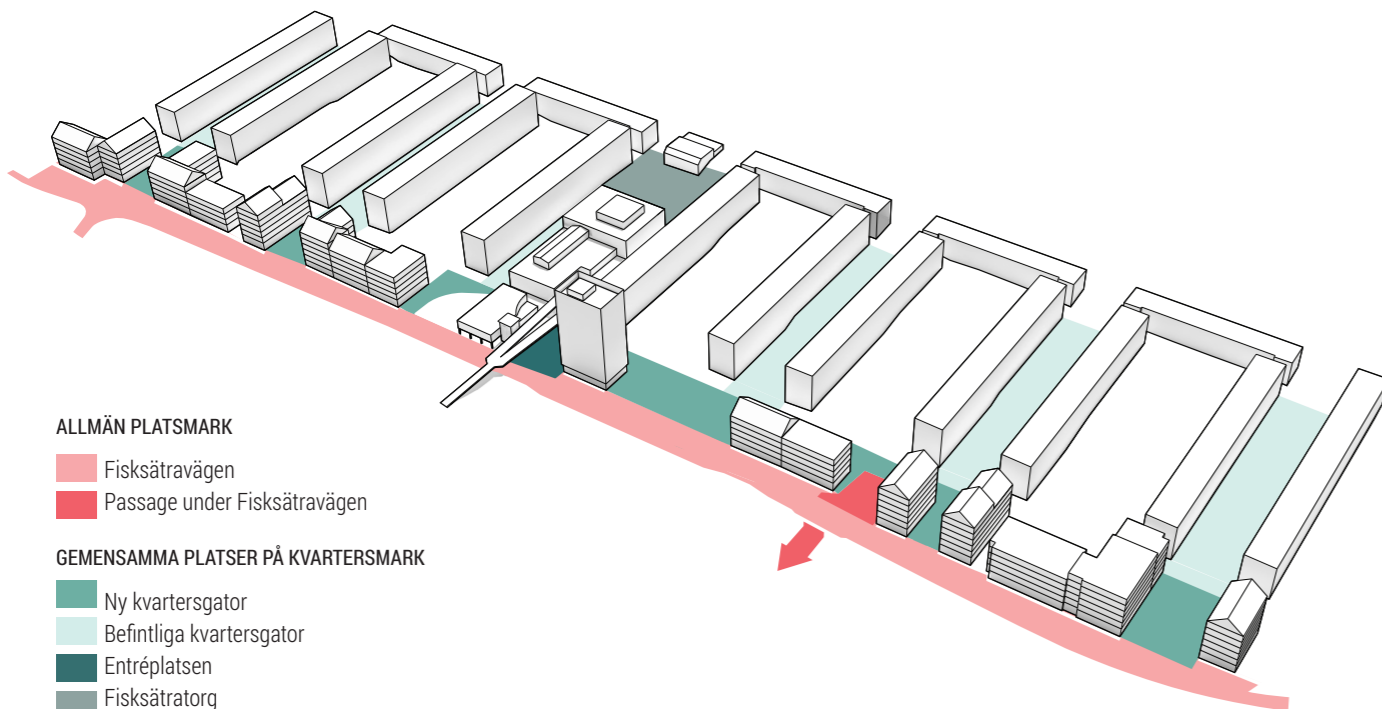 ALLMÄN PLATSMARK
Fisksätravägen
Passage under Fisksätravägen
GEMENSAMMA PLATSER PÅ KVARTERSMARK
Ny kvartersgator
Befintliga kvartersgator
Entréplatsen
Fisksätratorg